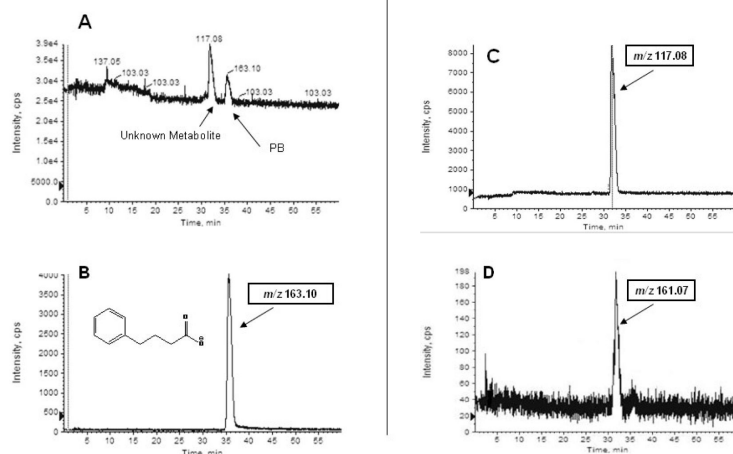 A
Intensity, cps
3.9e4
3.5e4
3.0e4
2.5e4
2.0e4
1.5e4
1.0e4
5000.0
0.0
137.05
103.03
103.03
117.08
163.10
103.03
103.03
Unknown Metabolite
PB
5 10 15 20 25 30 35 40 45 50 55
Time, min
B
Intensity, cps
4000
3500
3000
2500
2000
1500
1000
500
0
m/z 163.10
5 10 15 20 25 30 35 40 45 50 55
Time, min
C
Intensity, cps
8000
7000
6000
5000
4000
3000
2000
1000
0
m/z 117.08
5 10 15 20 25 30 35 40 45 50 55
Time, min
D
Intensity, cps
198
180
160
140
120
100
80
60
40
20
0
m/z 161.07
5 10 15 20 25 30 35 40 45 50 55
Time, min